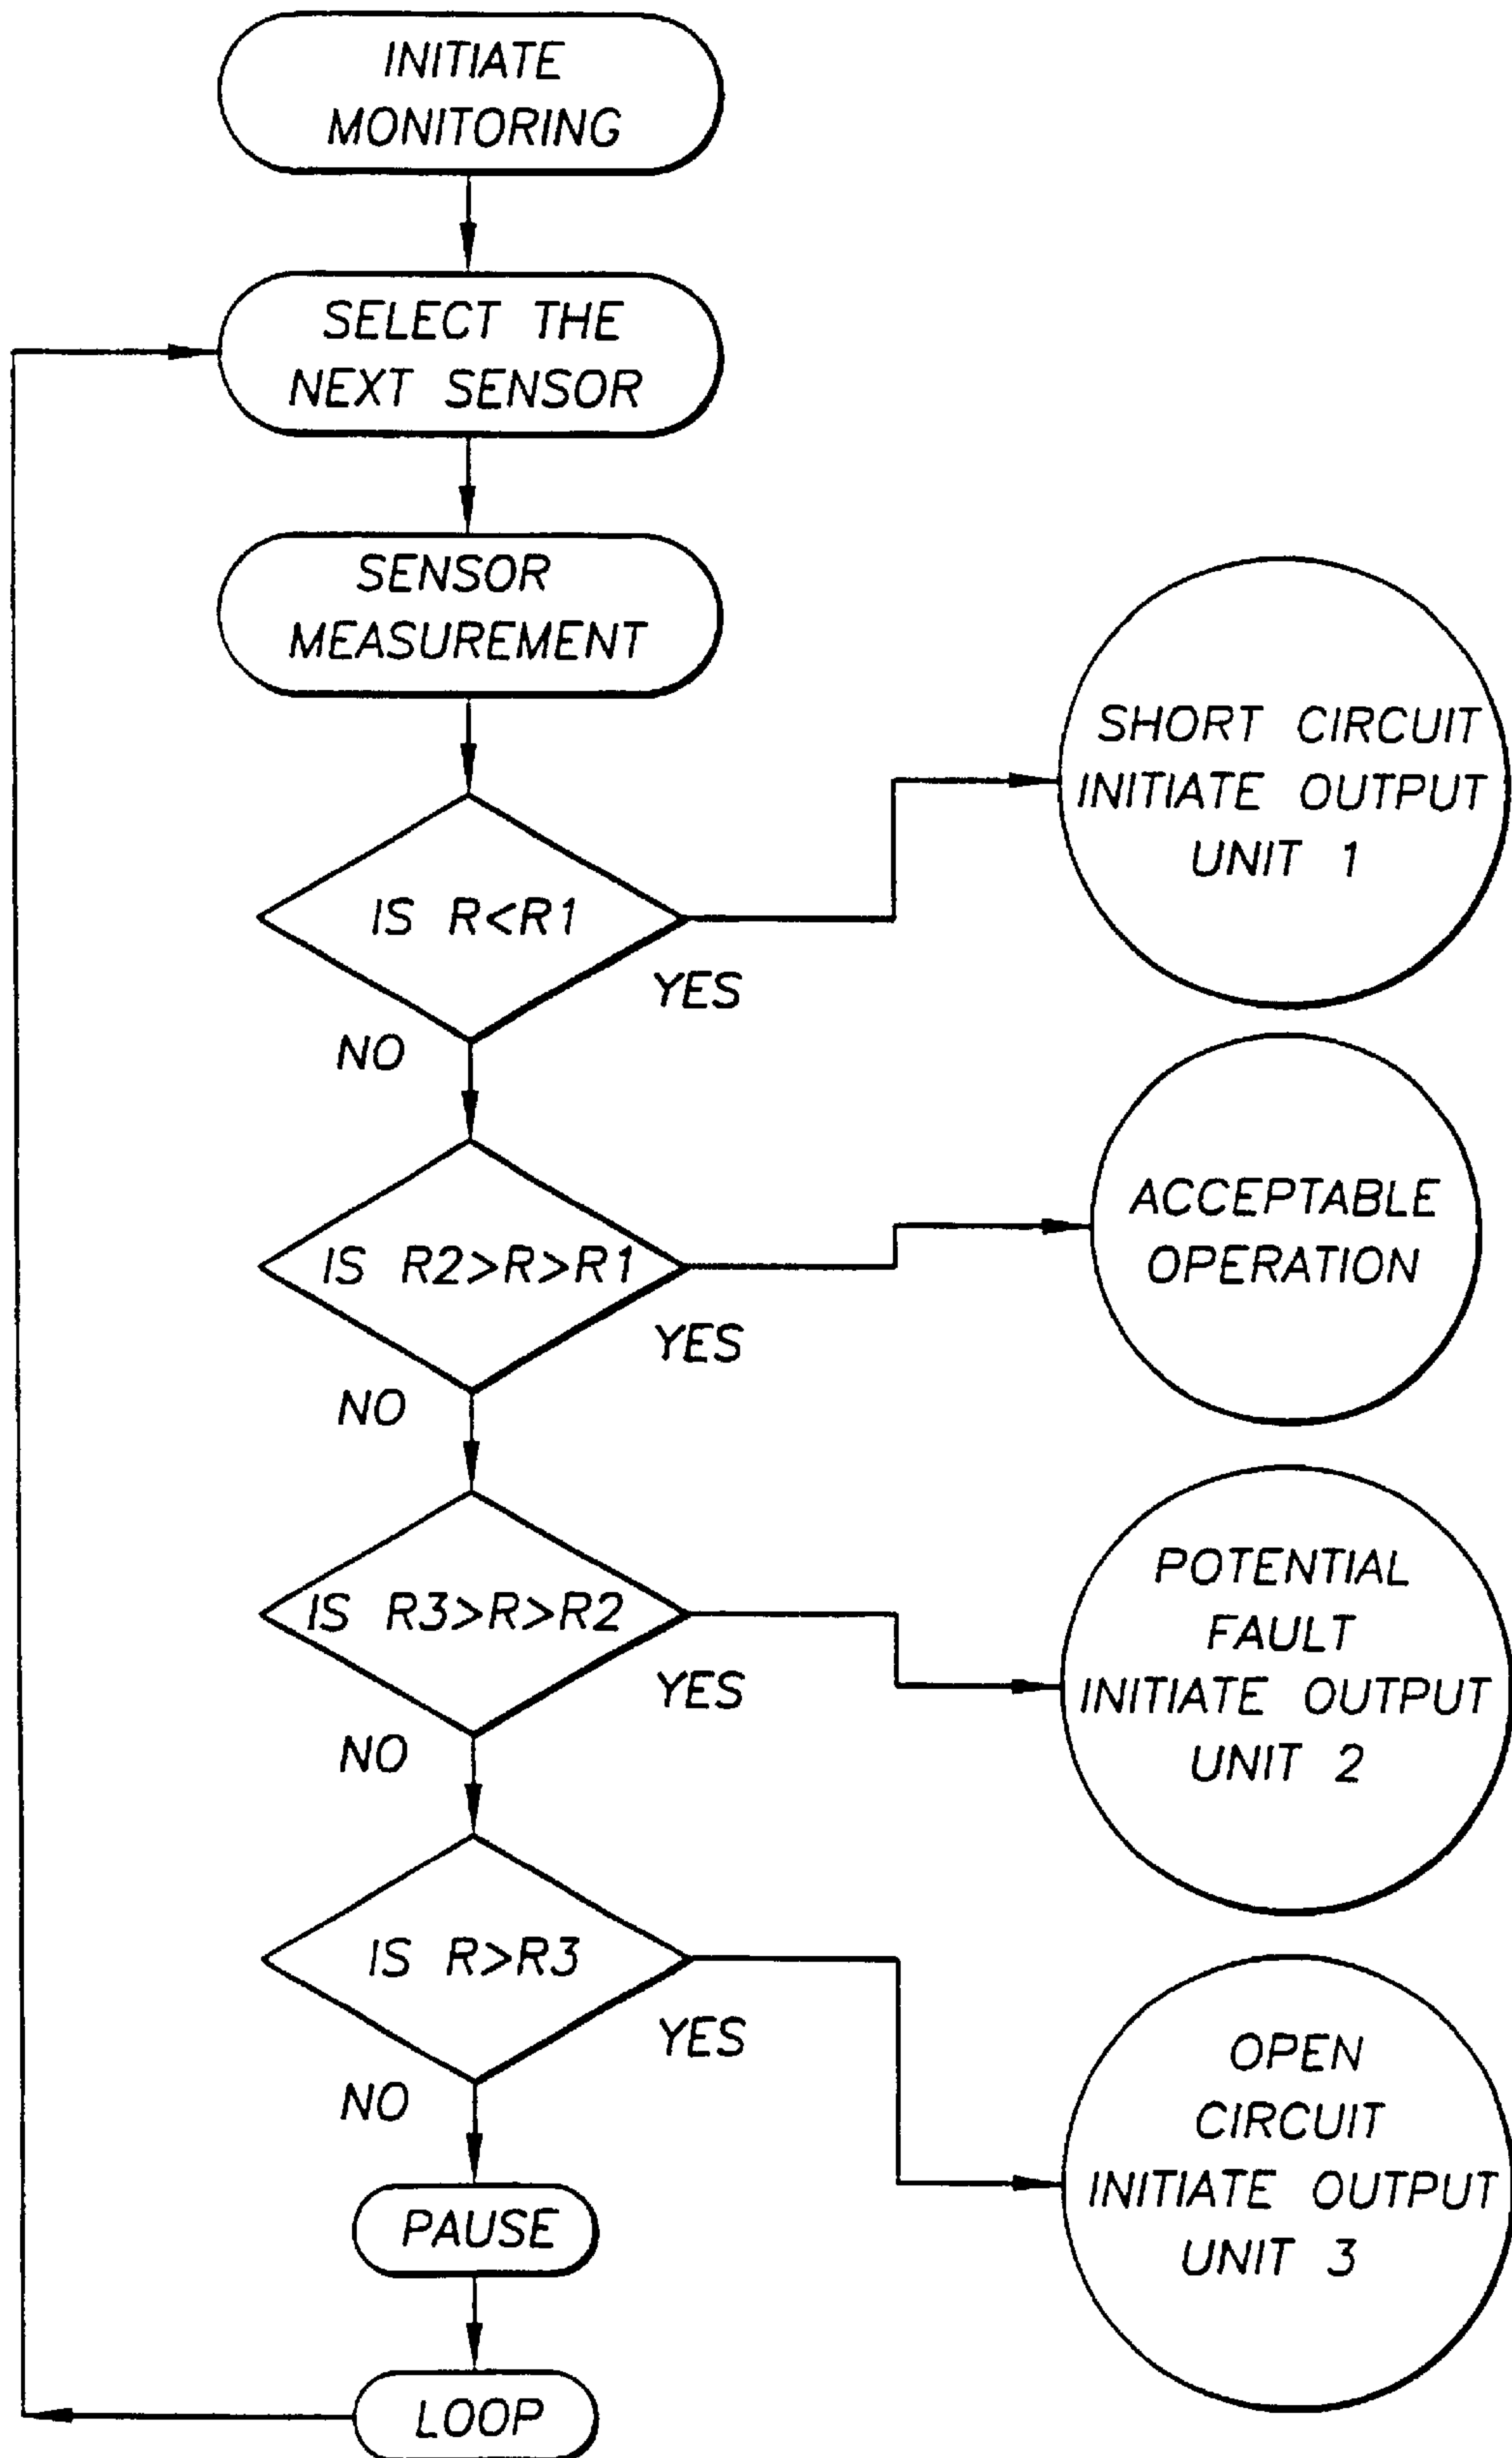 INITIATE
MONITORING
SELECT THE
NEXT SENSOR
SENSOR
MEASUREMENT
SHORT CIRCUIT
INITIATE OUTPUT
UNIT 1
IS R<R1
YES
NO
ACCEPTABLE
OPERATION
IS R2>R>R1
YES
NO
POTENTIAL
FAULT
INITIATE OUTPUT
UNIT 2
IS R3>R>R2
YES
NO
IS R>R3
YES
NO
OPEN
CIRCUIT
INITIATE OUTPUT
UNIT 3
PAUSE
LOOP